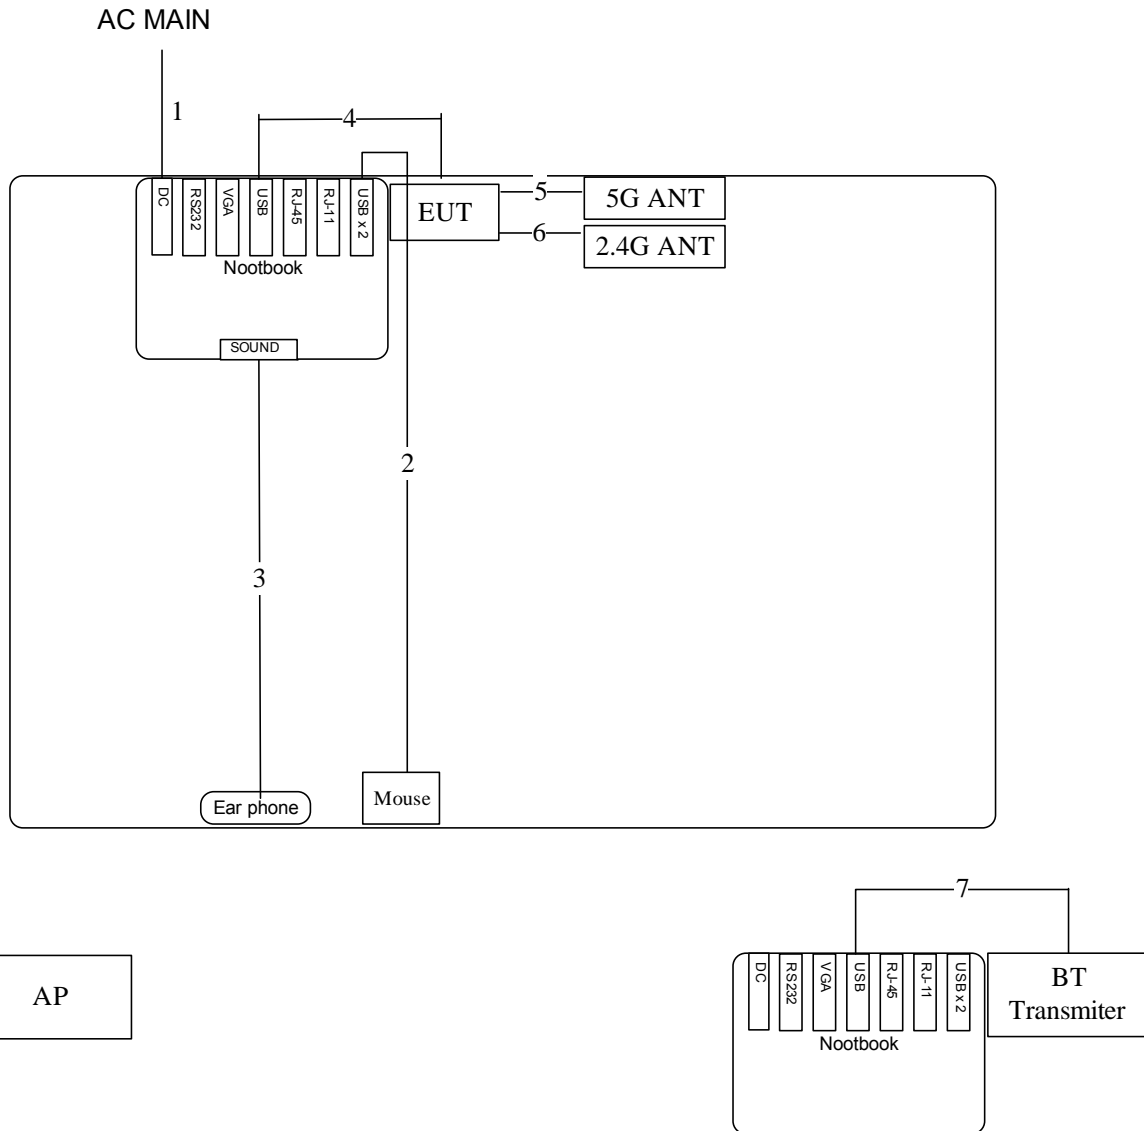 AC MAIN
1
4
DC
RS232
VGA
USB
RJ-45
RJ-11
USB x 2
EUT
5
5G ANT
6
2.4G ANT
Nootbook
SOUND
2
3
Ear phone
Mouse
7
AP
DC
RS232
VGA
USB
RJ-45
RJ-11
USB x 2
BT
Transmiter
Nootbook